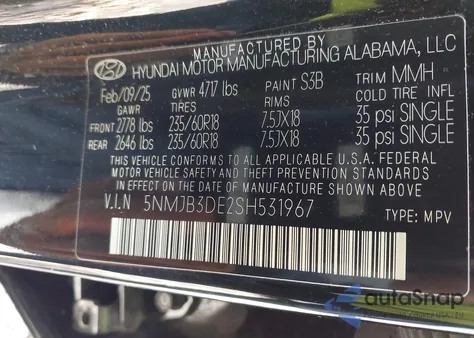 MANUFACTURED BY
HYUNDAI MOTOR MANUFACTURING ALABAMA, LLC
Feb/09/25 GVWR 4717 lbs PAINT S3B TRIM MMH
GAWR TIRES RIMS COLD TIRE INFL
FRONT 2778 lbs 235/60R18 7.5JX18 35 psi SINGLE
REAR 2646 lbs 235/60R18 7.5JX18 35 psi SINGLE
THIS VEHICLE CONFORMS TO ALL APPLICABLE U.S.A. FEDERAL
MOTOR VEHICLE SAFETY AND THEFT PREVENTION STANDARDS
IN EFFECT ON THE DATE OF MANUFACTURE SHOWN ABOVE.
V.I.N 5NMJB3DE2SH531967 TYPE: MPV
autoSnap